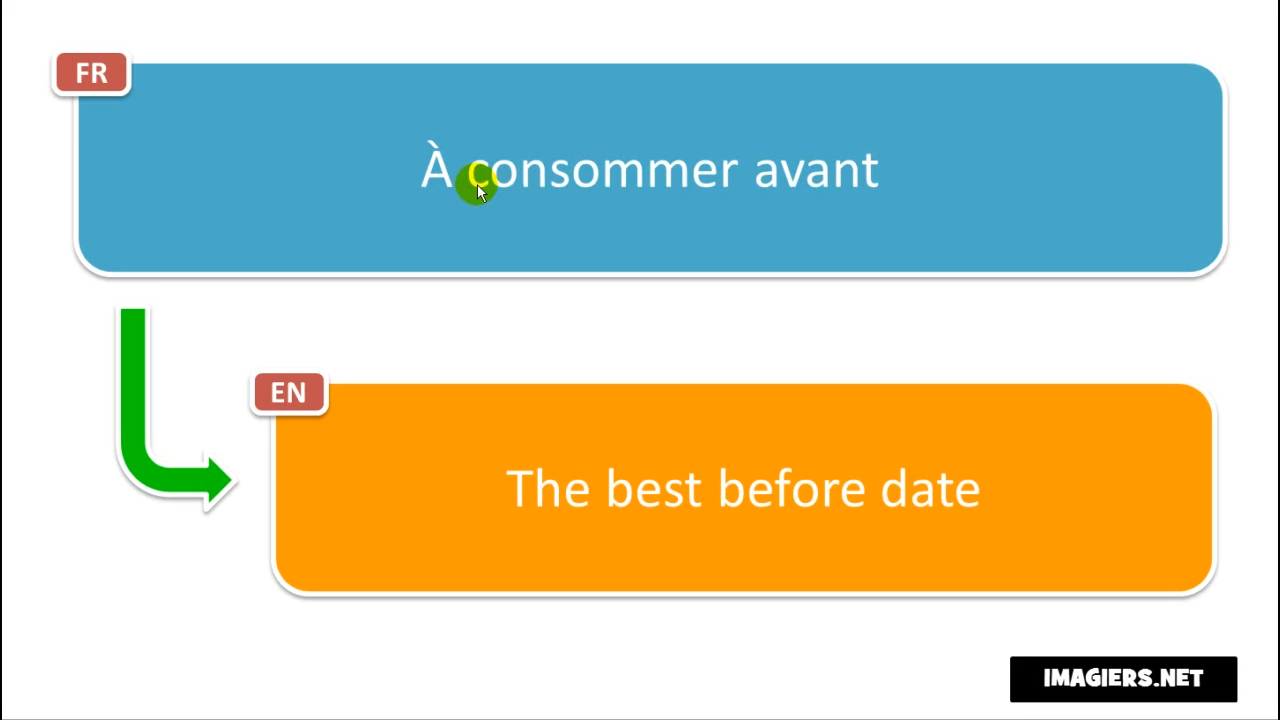 FR
À consommer avant
EN
The best before date
IMAGIERS.NET